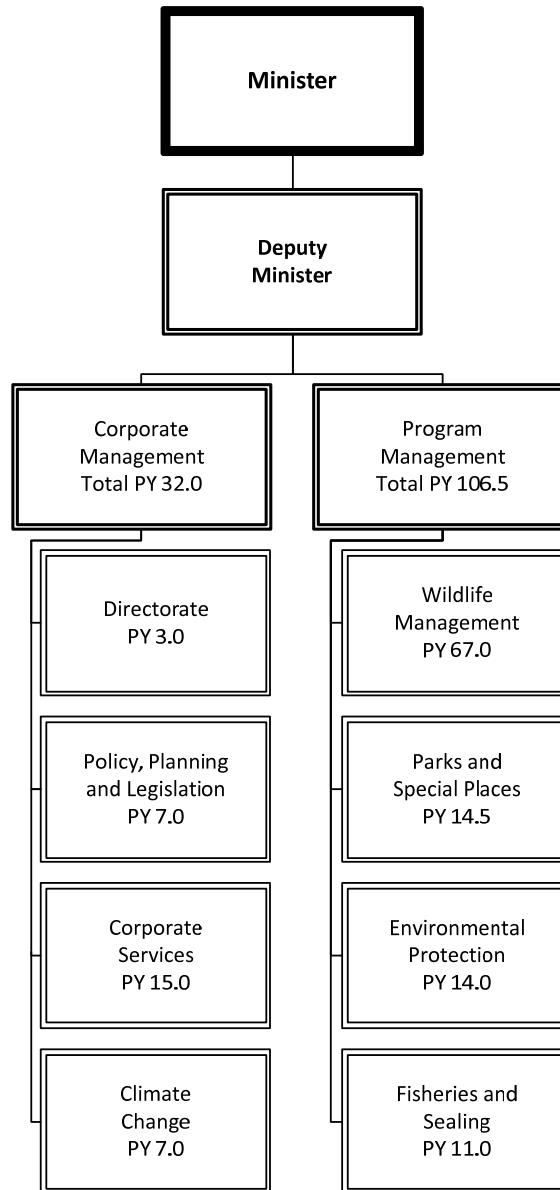 Minister
Deputy
Minister
Corporate
Management
Total PY 32.0
Program
Management
Total PY 106.5
Directorate
PY 3.0
Policy, Planning
and Legislation
PY 7.0
Corporate
Services
PY 15.0
Climate
Change
PY 7.0
Wildlife
Management
PY 67.0
Parks and
Special Places
PY 14.5
Environmental
Protection
PY 14.0
Fisheries and
Sealing
PY 11.0